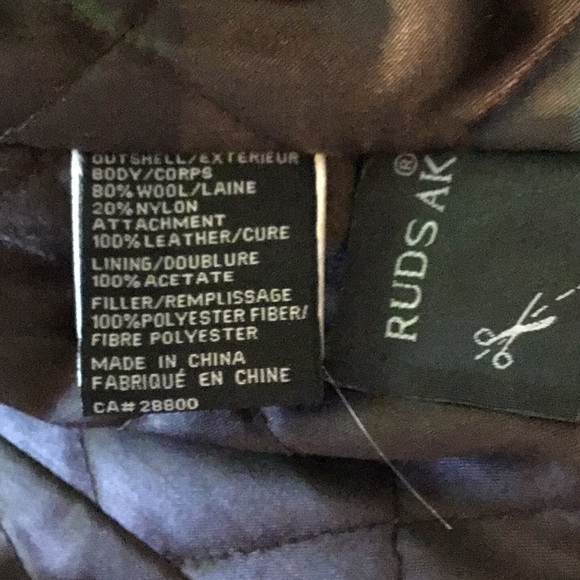 OUTSHELL/EXTERIEUR
BODY/CORPS
80% WOOL/LAINE
20% NYLON
ATTACHMENT
100% LEATHER/CURE
LINING/DOUBLURE
100% ACETATE
FILLER/REMPLISSAGE
100%POLYESTER FIBER/
FIBRE POLYESTER
MADE IN CHINA
FABRIQUÉ EN CHINE
CA# 28800
RUDSAK®